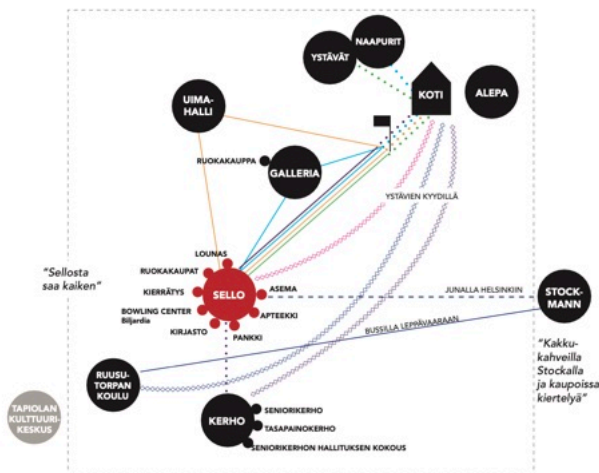 NAAPURIT
YSTÄVÄT
KOTI
ALEPA
UIMA-
HALLI
RUOKAKAUPPA
GALLERIA
YSTÄVIEN KYYDILLÄ
LOUNAS
"Sellosta
saa kaiken"
RUOKAKAUPAT
KIERRÄTYS
SELLO
ASEMA
JUNALLA HELSINKIIN
STOCK-
MANN
BOWLING CENTER
Biljardia
APTEEKKI
KIRJASTO
PANKKI
BUSSILLA LEPPÄVAARAAN
"Kakku-
kahveilla
Stockalla
ja kaupoissa
kiertelyä"
RUUSU-
TORPAN
KOULU
TAPIOLAN
KULTTUURI-
KESKUS
KERHO
SENIORIKERHO
TASAPAINOKERHO
SENIORIKERHON HALLITUKSEN KOKOUS